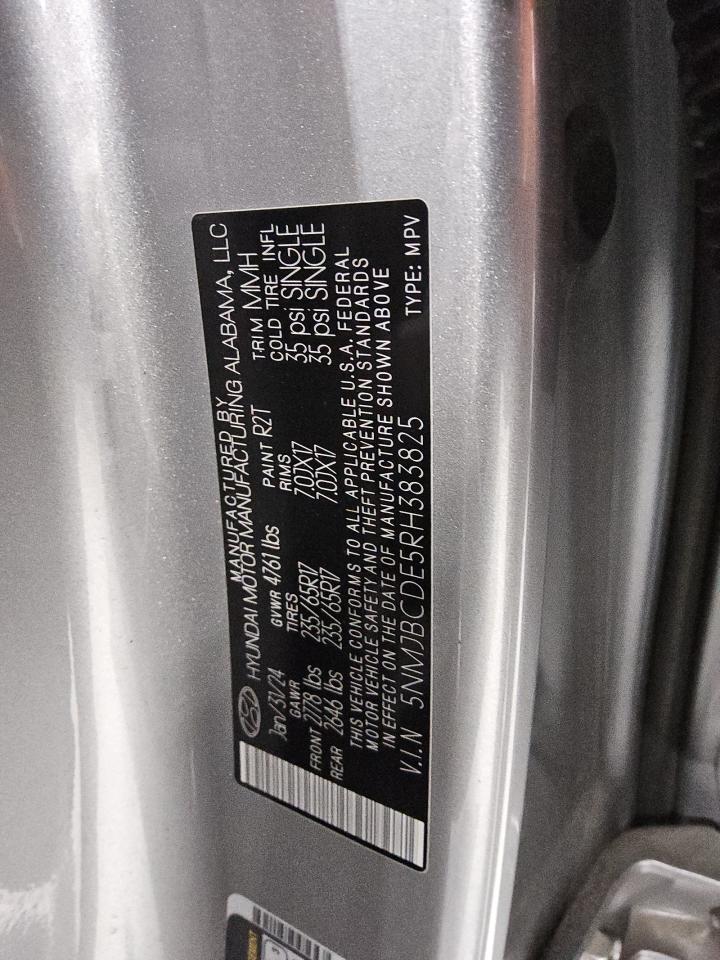 MANUFACTURED BY
HYUNDAI MOTOR MANUFACTURING ALABAMA, LLC
Jan/31/24 GVWR 4761 lbs PAINT R2T TRIM MMH
GAWR TIRES RIMS COLD TIRE INFL
FRONT 2778 lbs 235/65R17 7.0JX17 35 psi SINGLE
REAR 2646 lbs 235/65R17 7.0JX17 35 psi SINGLE
THIS VEHICLE CONFORMS TO ALL APPLICABLE U.S.A. FEDERAL
MOTOR VEHICLE SAFETY AND THEFT PREVENTION STANDARDS
IN EFFECT ON THE DATE OF MANUFACTURE SHOWN ABOVE
V.I.N 5NMJBCDE5RH383825 TYPE: MPV